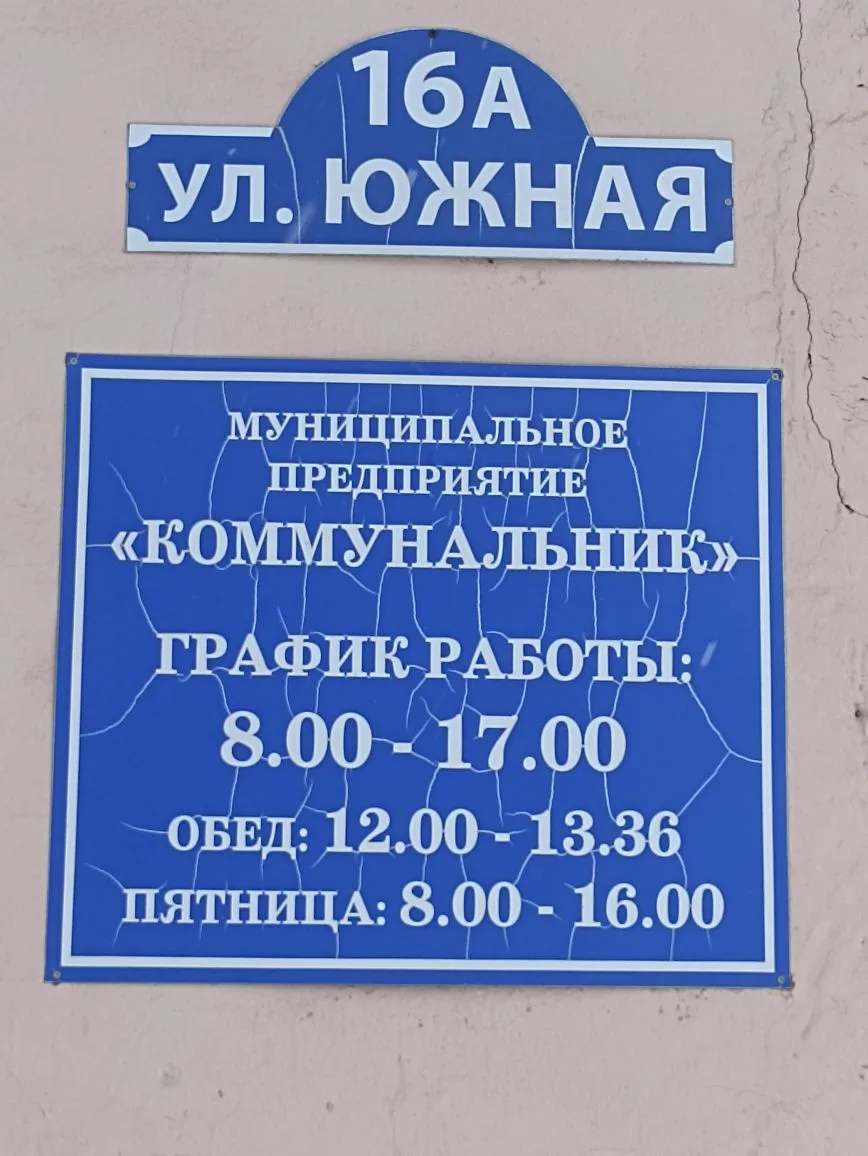 16А
УЛ. ЮЖНАЯ
МУНИЦИПАЛЬНОЕ
ПРЕДПРИЯТИЕ
«КОММУНАЛЬНИК»
ГРАФИК РАБОТЫ:
8.00 - 17.00
ОБЕД: 12.00 - 13.36
ПЯТНИЦА: 8.00 - 16.00